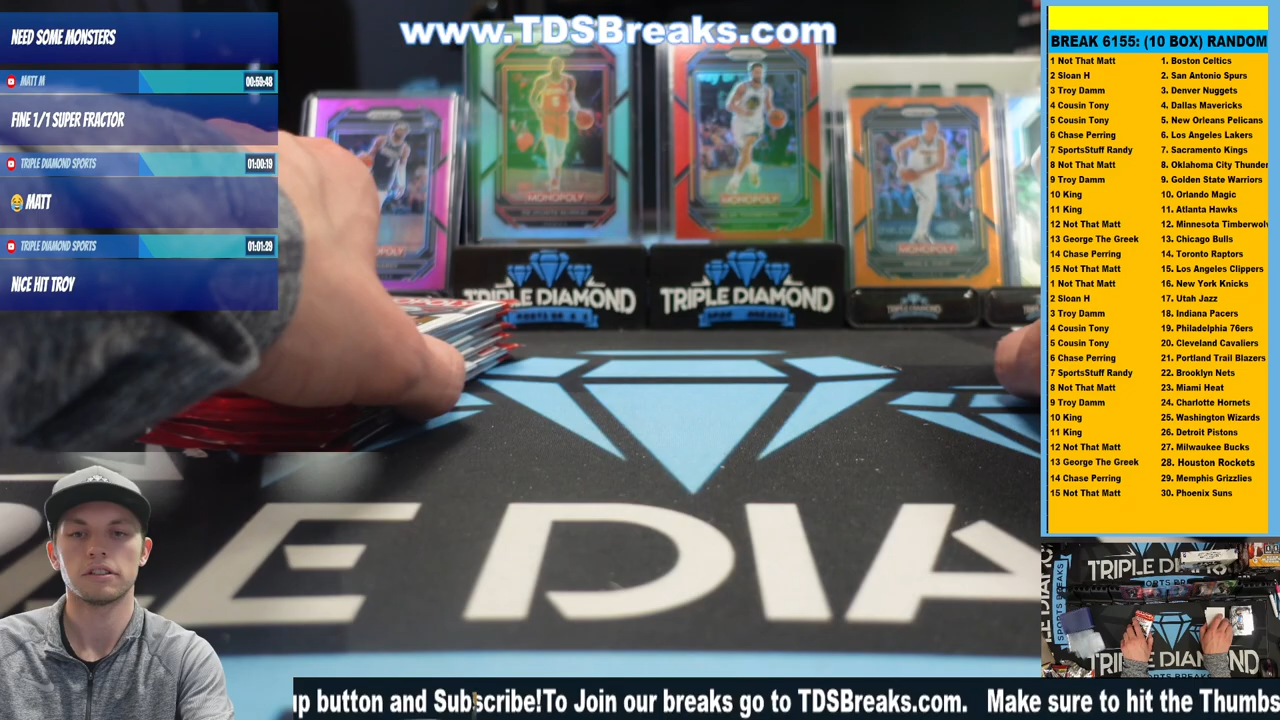 NEED SOME MONSTERS
MATT M 00:59:48
FINE 1/1 SUPER FRACTOR
TRIPLE DIAMOND SPORTS 01:00:19
😂 MATT
TRIPLE DIAMOND SPORTS 01:01:29
NICE HIT TROY
www.TDSBreaks.com
MONOPOLY
MONOPOLY
MONOPOLY
TRIPLE DIAMOND
TRIPLE DIAMOND
LE DIA
BREAK 6155: (10 BOX) RANDOM
1 Not That Matt 1. Boston Celtics
2 Sloan H 2. San Antonio Spurs
3 Troy Damm 3. Denver Nuggets
4 Cousin Tony 4. Dallas Mavericks
5 Cousin Tony 5. New Orleans Pelicans
6 Chase Perring 6. Los Angeles Lakers
7 SportsStuff Randy 7. Sacramento Kings
8 Not That Matt 8. Oklahoma City Thunder
9 Troy Damm 9. Golden State Warriors
10 King 10. Orlando Magic
11 King 11. Atlanta Hawks
12 Not That Matt 12. Minnesota Timberwolv
13 George The Greek 13. Chicago Bulls
14 Chase Perring 14. Toronto Raptors
15 Not That Matt 15. Los Angeles Clippers
1 Not That Matt 16. New York Knicks
2 Sloan H 17. Utah Jazz
3 Troy Damm 18. Indiana Pacers
4 Cousin Tony 19. Philadelphia 76ers
5 Cousin Tony 20. Cleveland Cavaliers
6 Chase Perring 21. Portland Trail Blazers
7 SportsStuff Randy 22. Brooklyn Nets
8 Not That Matt 23. Miami Heat
9 Troy Damm 24. Charlotte Hornets
10 King 25. Washington Wizards
11 King 26. Detroit Pistons
12 Not That Matt 27. Milwaukee Bucks
13 George The Greek 28. Houston Rockets
14 Chase Perring 29. Memphis Grizzlies
15 Not That Matt 30. Phoenix Suns
TRIPLE DIAMO
SPORTS BREAKS
TRIPLE DIAM ND
up button and Subscribe!To Join our breaks go to TDSBreaks.com. Make sure to hit the Thumbs